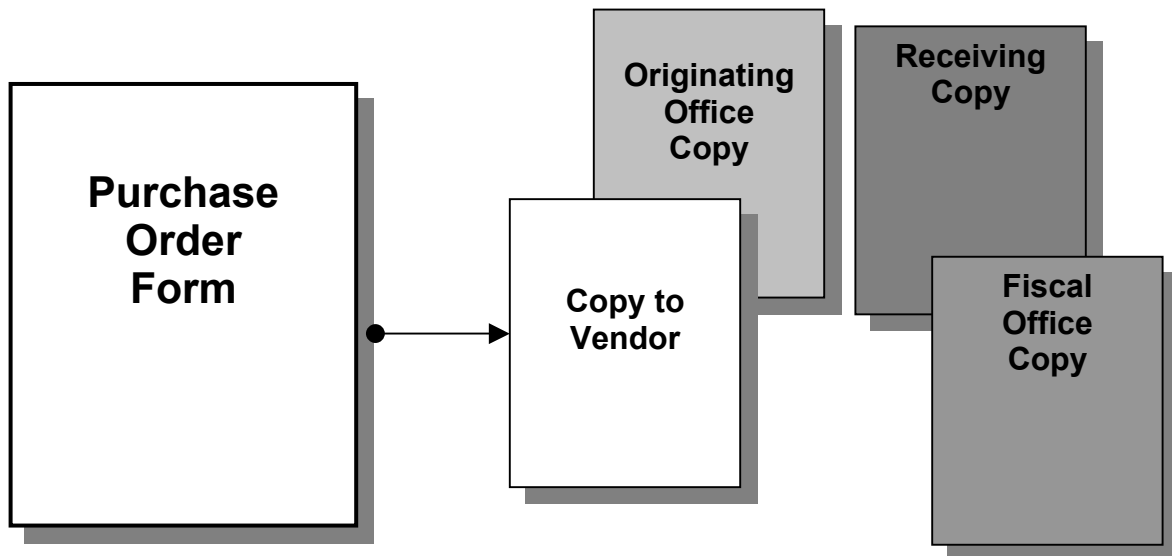 Purchase
Order
Form
Originating
Office
Copy
Copy to
Vendor
Receiving
Copy
Fiscal
Office
Copy